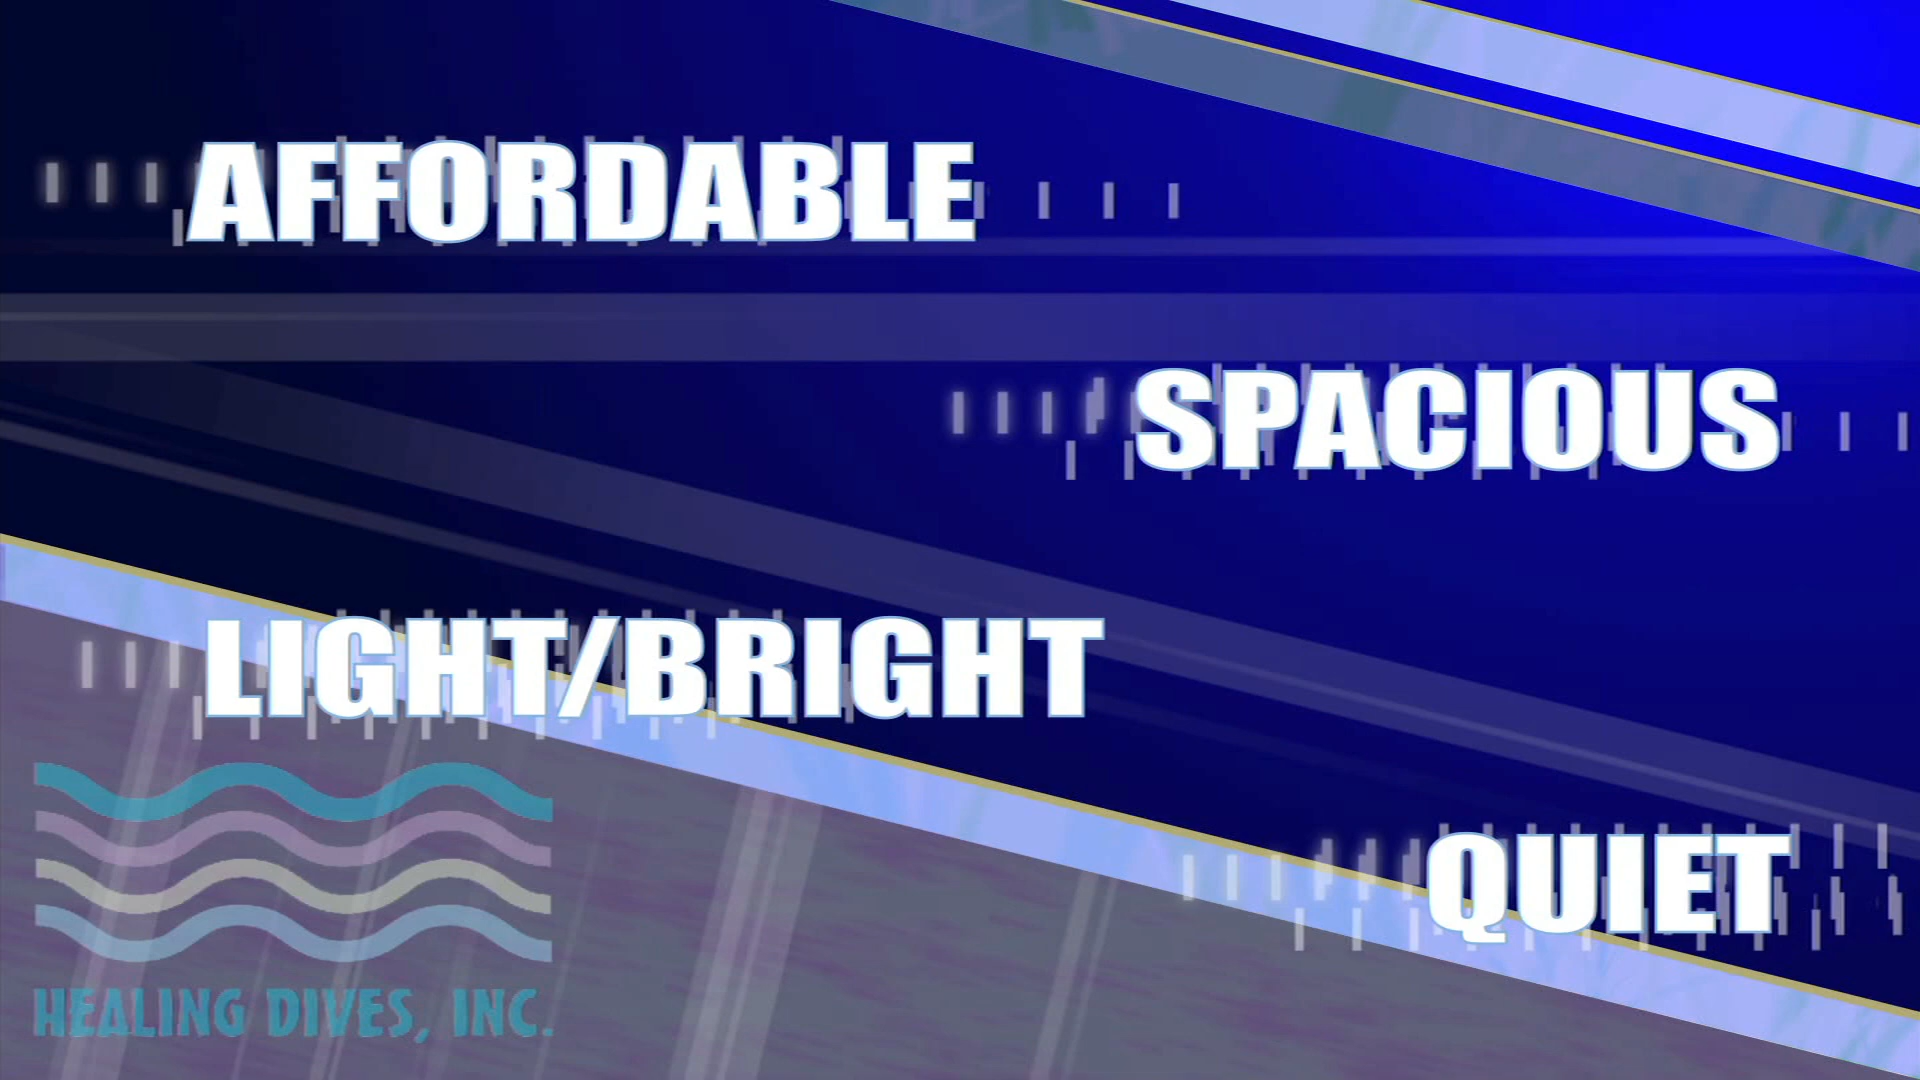 AFFORDABLE
SPACIOUS
LIGHT/BRIGHT
QUIET
HEALING DIVES, INC.